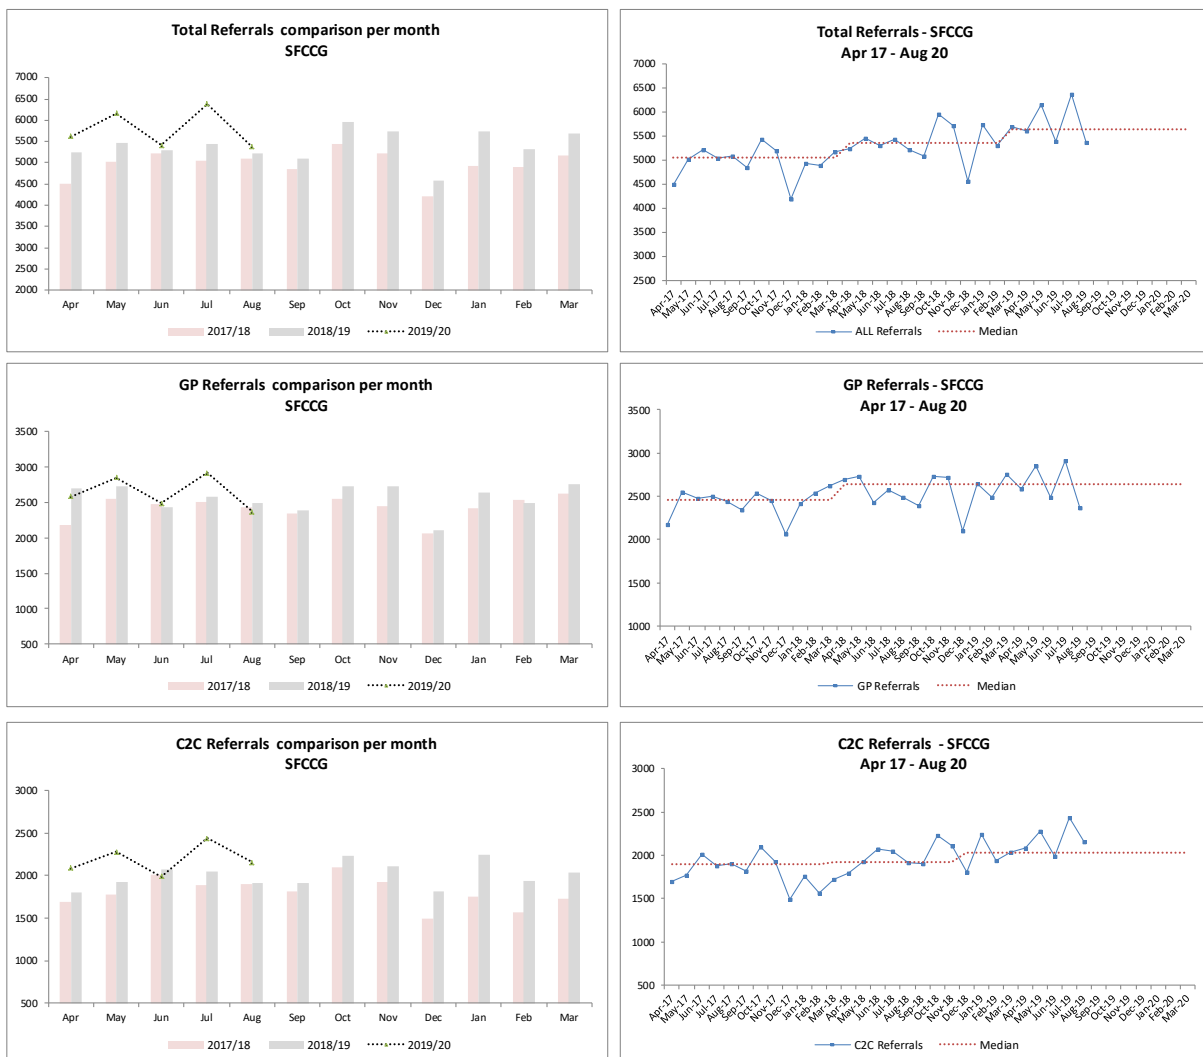 Total Referrals comparison per month
SFCCG
7000
6500
6000
5500
5000
4500
4000
3500
3000
2500
2000
Apr May Jun Jul Aug Sep Oct Nov Dec Jan Feb Mar
2017/18 2018/19 2019/20
Total Referrals - SFCCG
Apr 17 - Aug 20
7000
6500
6000
5500
5000
4500
4000
3500
3000
2500
Apr-17 May-17 Jun-17 Jul-17 Aug-17 Sep-17 Oct-17 Nov-17 Dec-17 Jan-18 Feb-18 Mar-18 Apr-18 May-18 Jun-18 Jul-18 Aug-18 Sep-18 Oct-18 Nov-18 Dec-18 Jan-19 Feb-19 Mar-19 Apr-19 May-19 Jun-19 Jul-19 Aug-19 Sep-19 Oct-19 Nov-19 Dec-19 Jan-20 Feb-20 Mar-20
ALL Referrals Median
GP Referrals comparison per month
SFCCG
3500
3000
2500
2000
1500
1000
500
Apr May Jun Jul Aug Sep Oct Nov Dec Jan Feb Mar
2017/18 2018/19 2019/20
GP Referrals - SFCCG
Apr 17 - Aug 20
3500
3000
2500
2000
1500
1000
Apr-17 May-17 Jun-17 Jul-17 Aug-17 Sep-17 Oct-17 Nov-17 Dec-17 Jan-18 Feb-18 Mar-18 Apr-18 May-18 Jun-18 Jul-18 Aug-18 Sep-18 Oct-18 Nov-18 Dec-18 Jan-19 Feb-19 Mar-19 Apr-19 May-19 Jun-19 Jul-19 Aug-19 Sep-19 Oct-19 Nov-19 Dec-19 Jan-20 Feb-20 Mar-20
GP Referrals Median
C2C Referrals comparison per month
SFCCG
3000
2500
2000
1500
1000
500
Apr May Jun Jul Aug Sep Oct Nov Dec Jan Feb Mar
2017/18 2018/19 2019/20
C2C Referrals - SFCCG
Apr 17 - Aug 20
3000
2500
2000
1500
1000
500
Apr-17 May-17 Jun-17 Jul-17 Aug-17 Sep-17 Oct-17 Nov-17 Dec-17 Jan-18 Feb-18 Mar-18 Apr-18 May-18 Jun-18 Jul-18 Aug-18 Sep-18 Oct-18 Nov-18 Dec-18 Jan-19 Feb-19 Mar-19 Apr-19 May-19 Jun-19 Jul-19 Aug-19 Sep-19 Oct-19 Nov-19 Dec-19 Jan-20 Feb-20 Mar-20
C2C Referrals Median